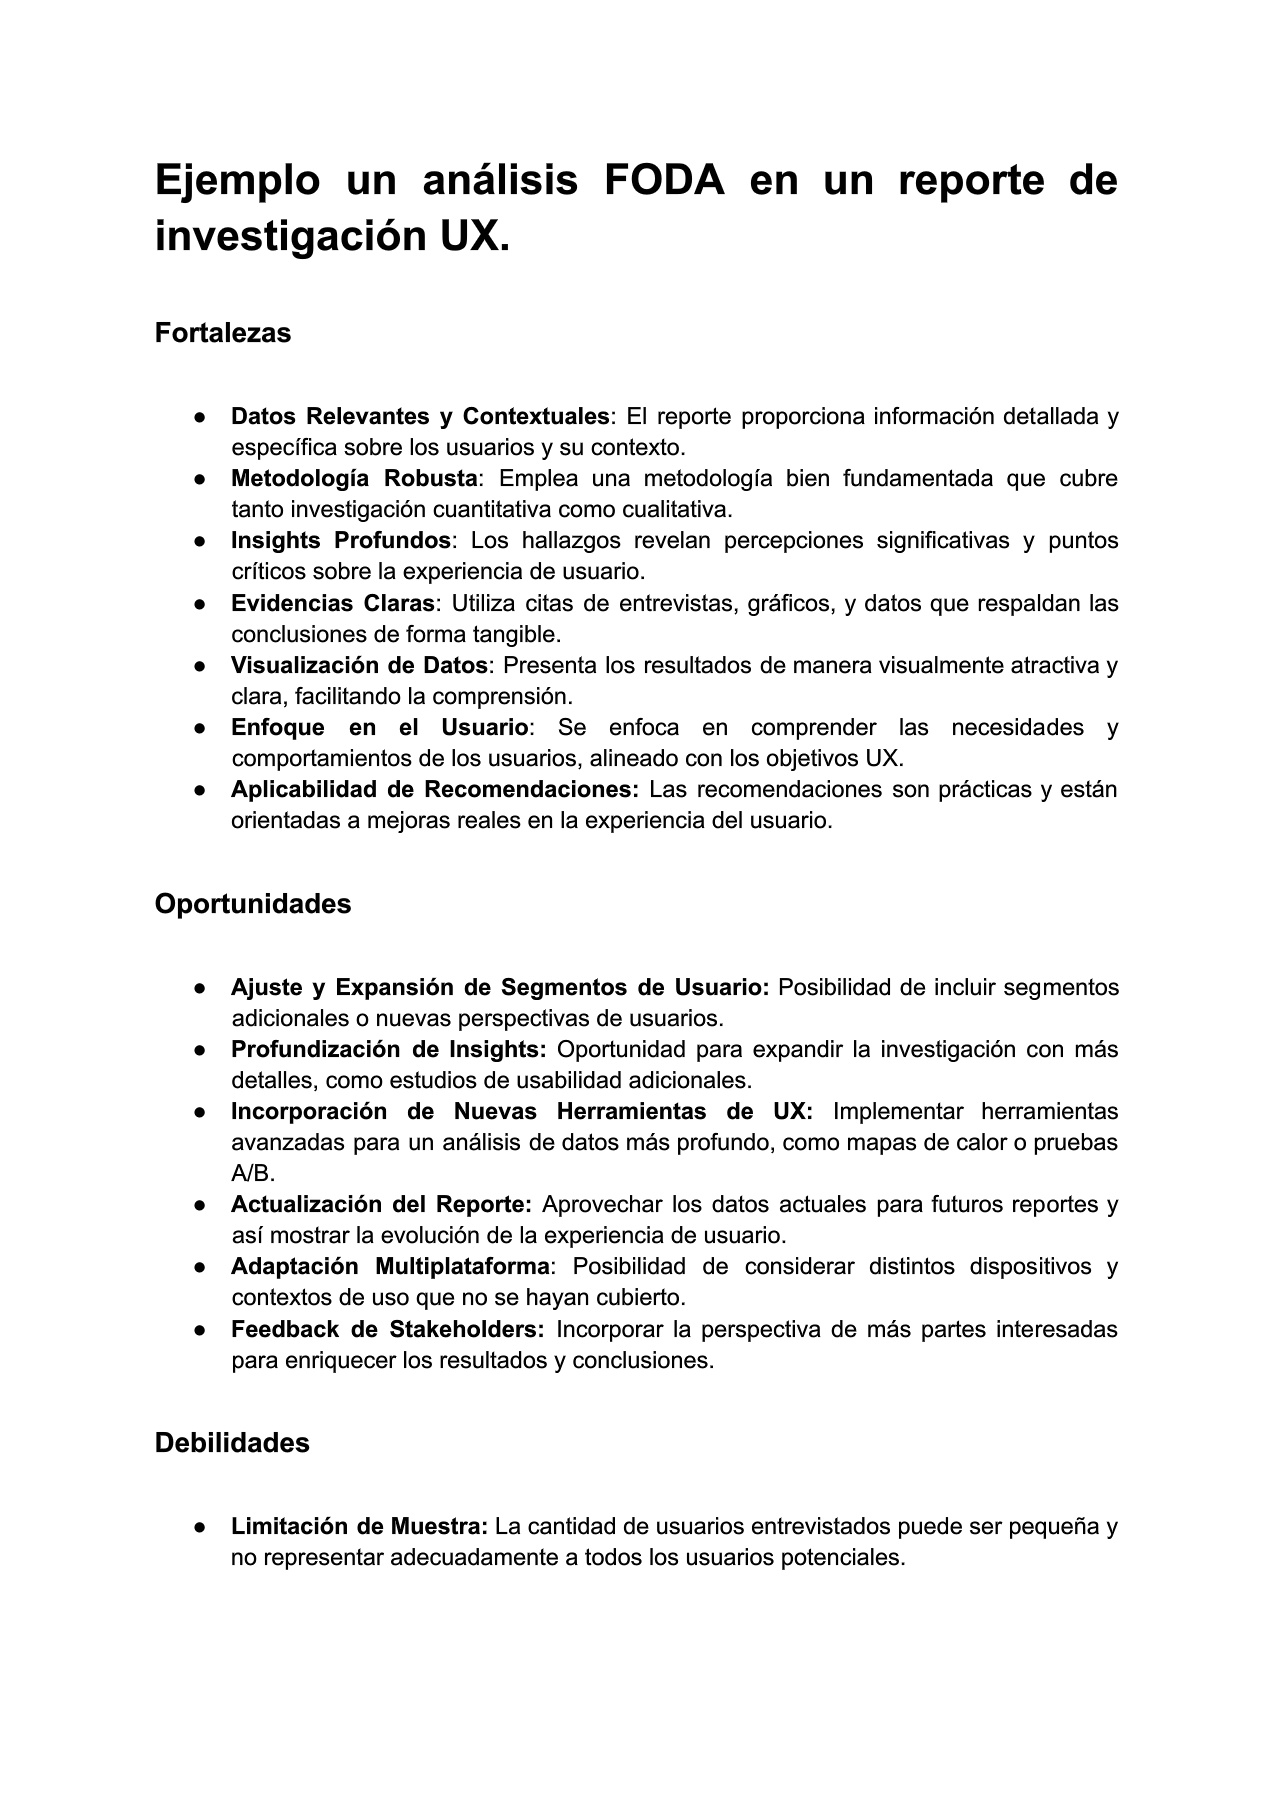 Ejemplo un análisis FODA en un reporte de
investigación UX.
Fortalezas
● Datos Relevantes y Contextuales: El reporte proporciona información detallada y
específica sobre los usuarios y su contexto.
● Metodología Robusta: Emplea una metodología bien fundamentada que cubre
tanto investigación cuantitativa como cualitativa.
● Insights Profundos: Los hallazgos revelan percepciones significativas y puntos
críticos sobre la experiencia de usuario.
● Evidencias Claras: Utiliza citas de entrevistas, gráficos, y datos que respaldan las
conclusiones de forma tangible.
● Visualización de Datos: Presenta los resultados de manera visualmente atractiva y
clara, facilitando la comprensión.
● Enfoque en el Usuario: Se enfoca en comprender las necesidades y
comportamientos de los usuarios, alineado con los objetivos UX.
● Aplicabilidad de Recomendaciones: Las recomendaciones son prácticas y están
orientadas a mejoras reales en la experiencia del usuario.
Oportunidades
● Ajuste y Expansión de Segmentos de Usuario: Posibilidad de incluir segmentos
adicionales o nuevas perspectivas de usuarios.
● Profundización de Insights: Oportunidad para expandir la investigación con más
detalles, como estudios de usabilidad adicionales.
● Incorporación de Nuevas Herramientas de UX: Implementar herramientas
avanzadas para un análisis de datos más profundo, como mapas de calor o pruebas
A/B.
● Actualización del Reporte: Aprovechar los datos actuales para futuros reportes y
así mostrar la evolución de la experiencia de usuario.
● Adaptación Multiplataforma: Posibilidad de considerar distintos dispositivos y
contextos de uso que no se hayan cubierto.
● Feedback de Stakeholders: Incorporar la perspectiva de más partes interesadas
para enriquecer los resultados y conclusiones.
Debilidades
● Limitación de Muestra: La cantidad de usuarios entrevistados puede ser pequeña y
no representar adecuadamente a todos los usuarios potenciales.